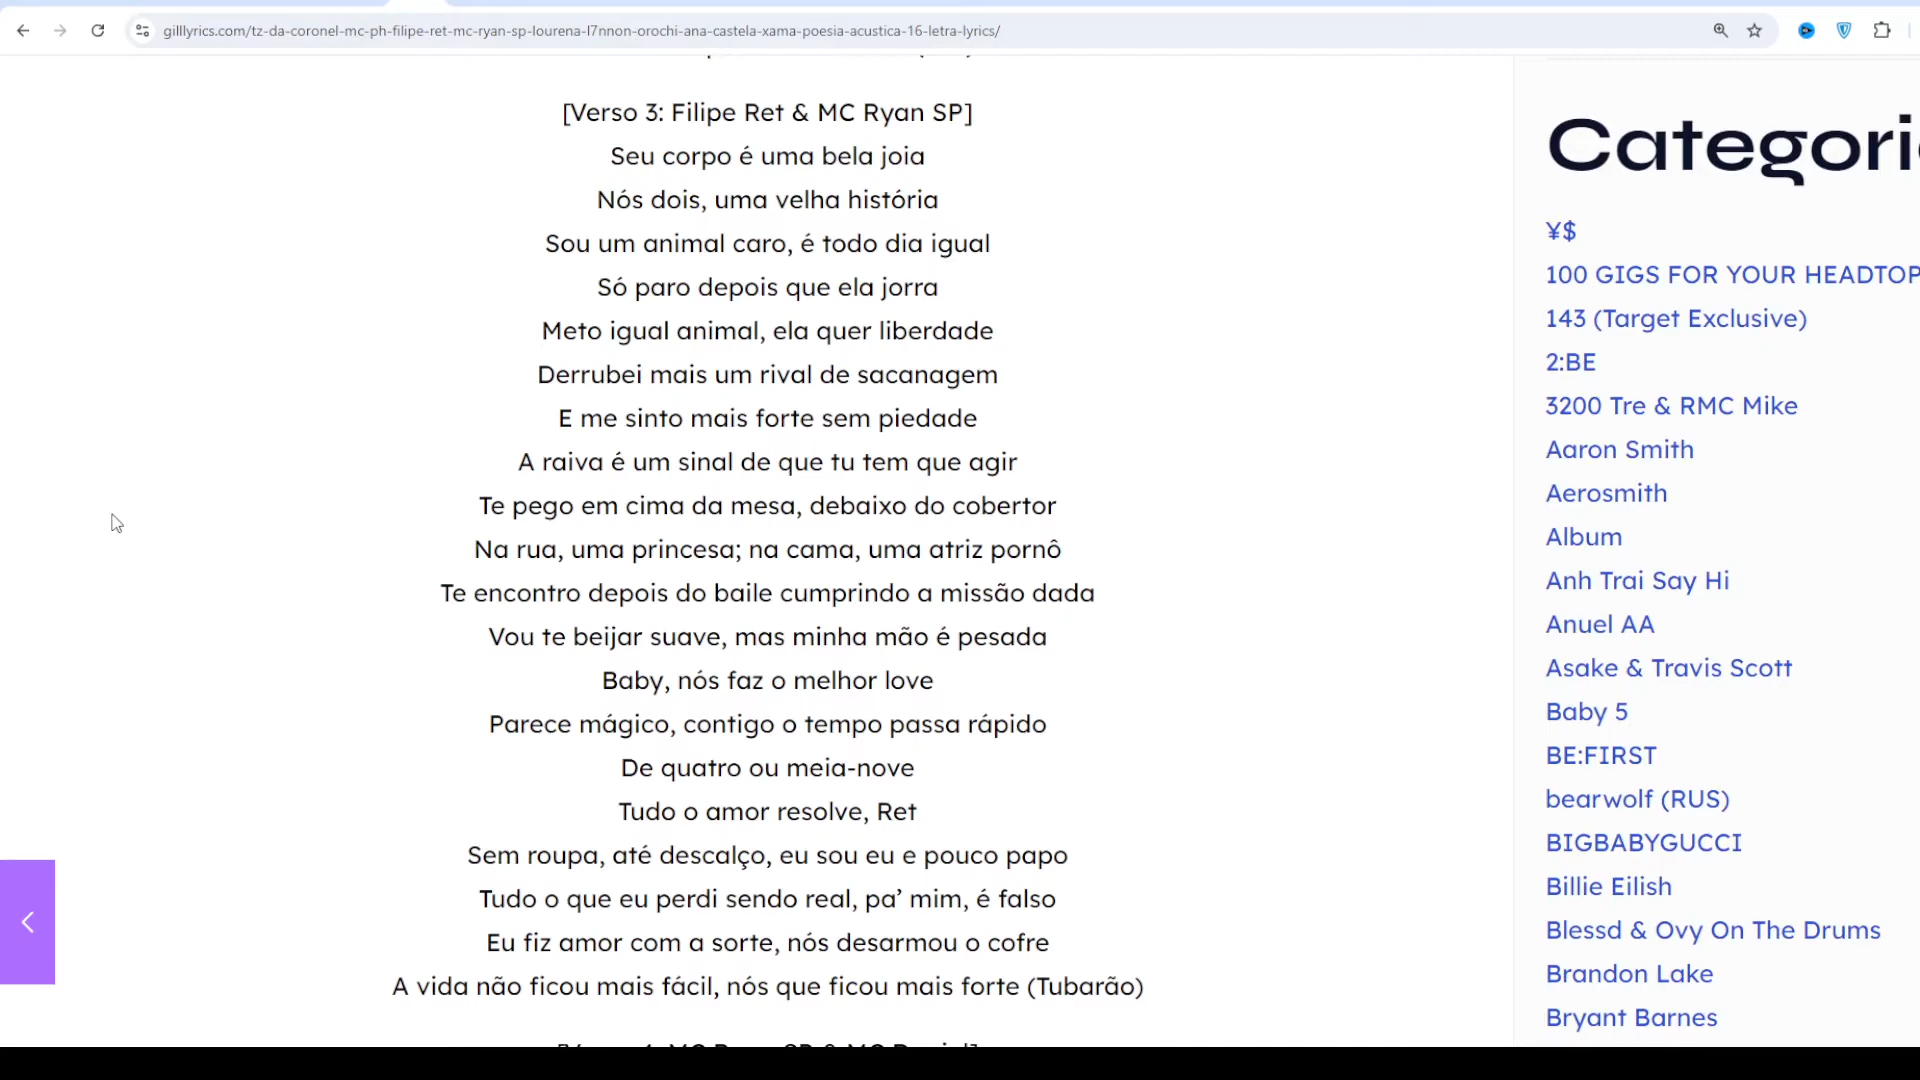 gilllyrics.com/tz-da-coronel-mc-ph-filipe-ret-mc-ryan-sp-lourena-l7nnon-orochi-ana-castela-xama-poesia-acustica-16-letra-lyrics/
[Verso 3: Filipe Ret & MC Ryan SP]
Seu corpo é uma bela joia
Nós dois, uma velha história
Sou um animal caro, é todo dia igual
Só paro depois que ela jorra
Meto igual animal, ela quer liberdade
Derrubei mais um rival de sacanagem
E me sinto mais forte sem piedade
A raiva é um sinal de que tu tem que agir
Te pego em cima da mesa, debaixo do cobertor
Na rua, uma princesa; na cama, uma atriz pornô
Te encontro depois do baile cumprindo a missão dada
Vou te beijar suave, mas minha mão é pesada
Baby, nós faz o melhor love
Parece mágico, contigo o tempo passa rápido
De quatro ou meia-nove
Tudo o amor resolve, Ret
Sem roupa, até descalço, eu sou eu e pouco papo
Tudo o que eu perdi sendo real, pa’ mim, é falso
Eu fiz amor com a sorte, nós desarmou o cofre
A vida não ficou mais fácil, nós que ficou mais forte (Tubarão)
Categori
¥$
100 GIGS FOR YOUR HEADTOP
143 (Target Exclusive)
2:BE
3200 Tre & RMC Mike
Aaron Smith
Aerosmith
Album
Anh Trai Say Hi
Anuel AA
Asake & Travis Scott
Baby 5
BE:FIRST
bearwolf (RUS)
BIGBABYGUCCI
Billie Eilish
Blessd & Ovy On The Drums
Brandon Lake
Bryant Barnes